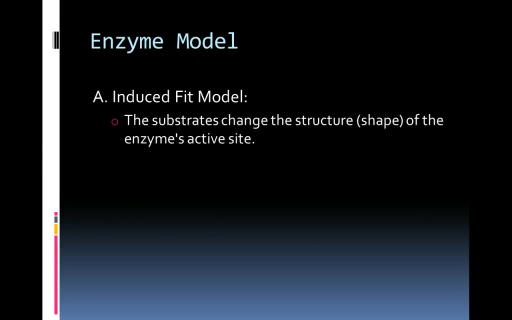 Enzyme Model
A. Induced Fit Model:
The substrates change the structure (shape) of the
enzyme's active site.